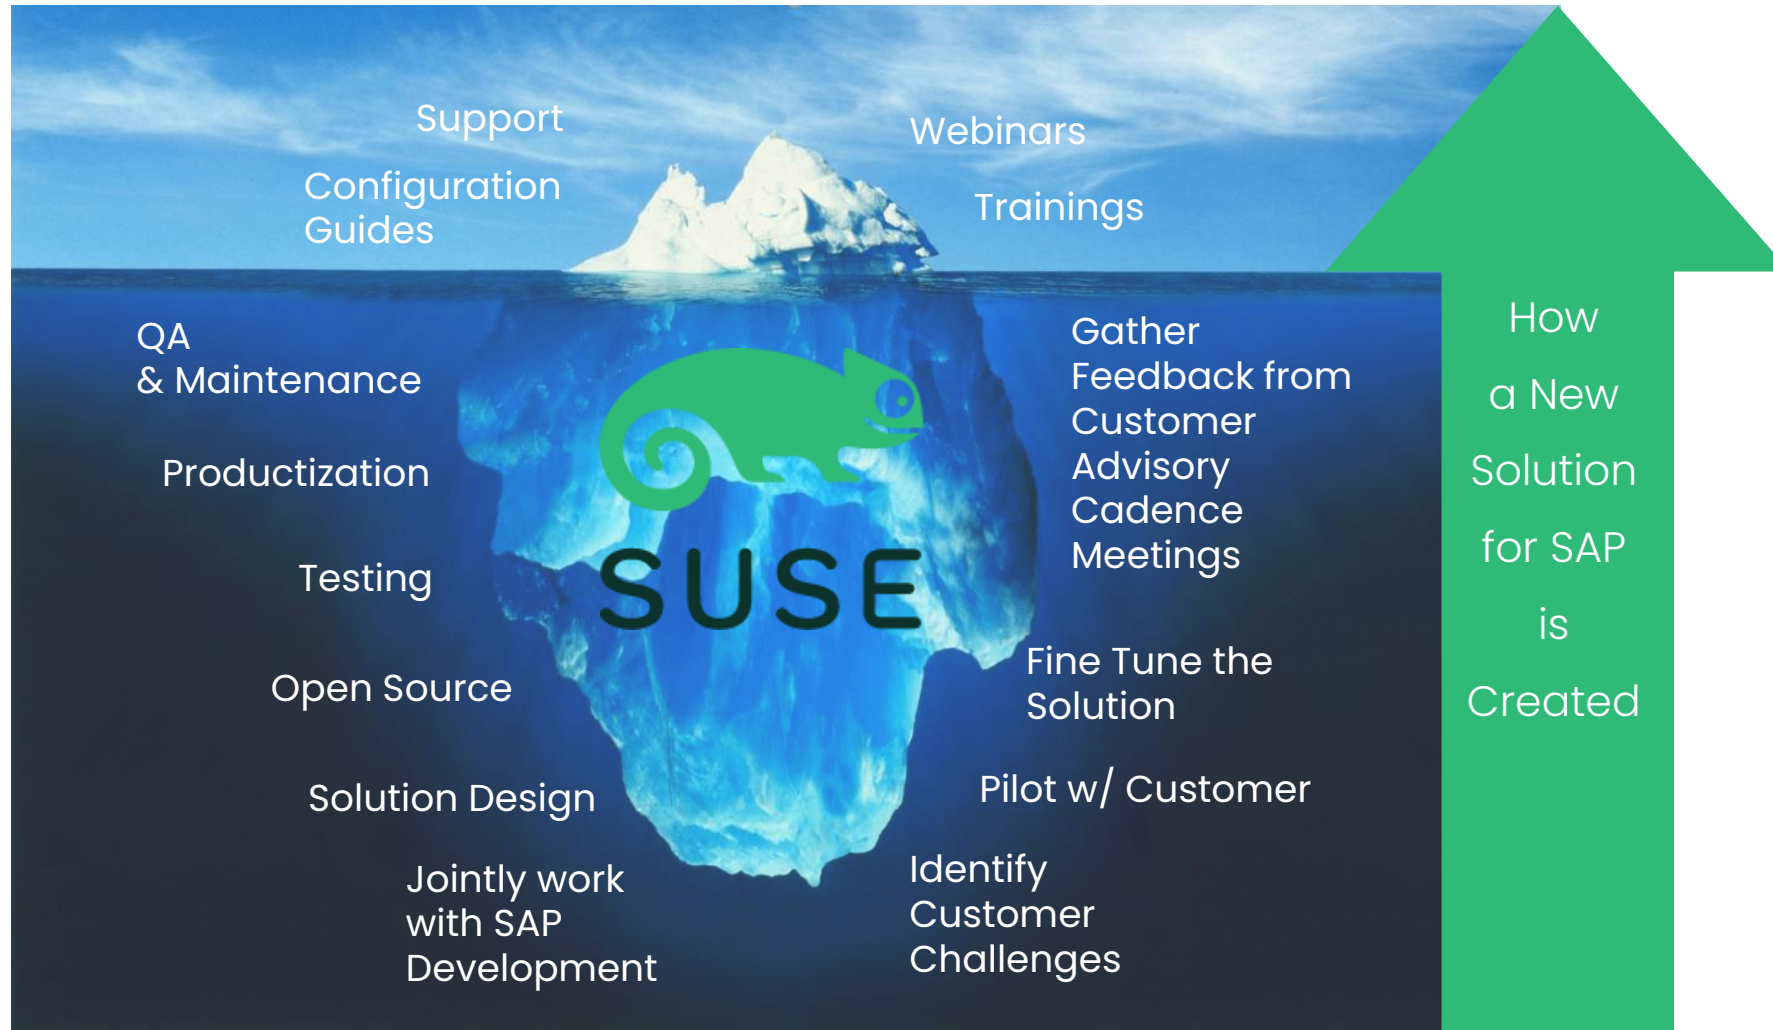 Support
Configuration
Guides
Webinars
Trainings
QA
& Maintenance
Productization
Testing
Open Source
Solution Design
Jointly work
with SAP
Development
SUSE
Gather
Feedback from
Customer
Advisory
Cadence
Meetings
Fine Tune the
Solution
Pilot w/ Customer
Identify
Customer
Challenges
How
a New
Solution
for SAP
is
Created